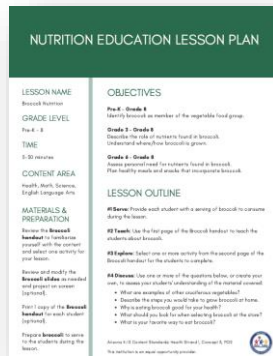 NUTRITION EDUCATION LESSON PLAN
LESSON NAME
Broccoli Nutrition
GRADE LEVEL
Pre-K - 8
TIME
5-30 minutes
CONTENT AREA
Health, Math, Science,
English Language Arts
MATERIALS &
PREPARATION
Review the Broccoli
handout to familiarize
yourself with the content
and select one activity for
your lesson.
Review and modify the
Broccoli slides as needed
and project on screen
(optional).
Print 1 copy of the Broccoli
handout for each student
(optional).
Prepare broccoli to serve
to the students during the
lesson.
OBJECTIVES
Pre-K - Grade 8
Identify broccoli as member of the vegetable food group.
Grade 3 - Grade 8
Describe the role of nutrients found in broccoli.
Understand where/how broccoli is grown.
Grade 6 - Grade 8
Assess personal need for nutrients found in broccoli.
Plan healthy meals and snacks that incorporate broccoli.
LESSON OUTLINE
#1 Serve: Provide each student with a serving of broccoli to consume
during the lesson.
#2 Teach: Use the first page of the Broccoli handout to teach the
students about broccoli.
#3 Explore: Select one or more activity from the second page of the
Broccoli handout for the students to complete.
#4 Discuss: Use one or more of the questions below, or create your
own, to assess your students' understanding of the material covered:
• What are examples of other cruciferous vegetables?
• Describe the steps you would take to grow broccoli at home.
• Why is eating broccoli good for your health?
• What should you look for when selecting broccoli at the store?
• What is your favorite way to eat broccoli?
Arizona K-12 Content Standards: Health Strand 1, Concept 5, PO2
This institution is an equal opportunity provider.